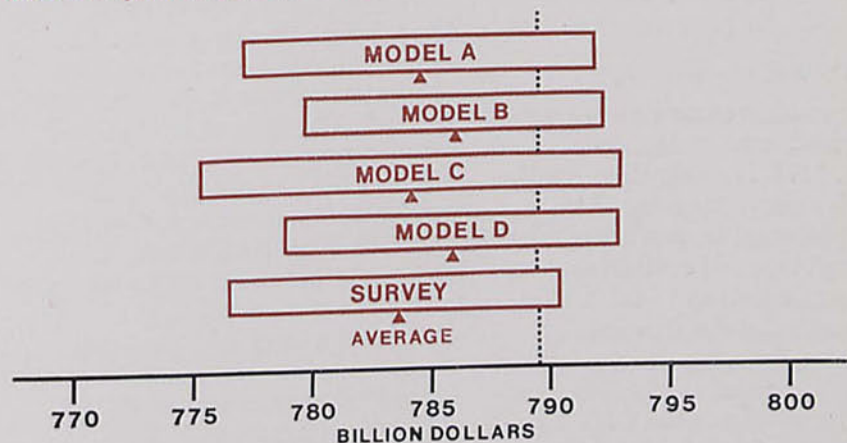 MODEL A
MODEL B
MODEL C
MODEL D
SURVEY
AVERAGE
770 775 780 785 790 795 800
BILLION DOLLARS